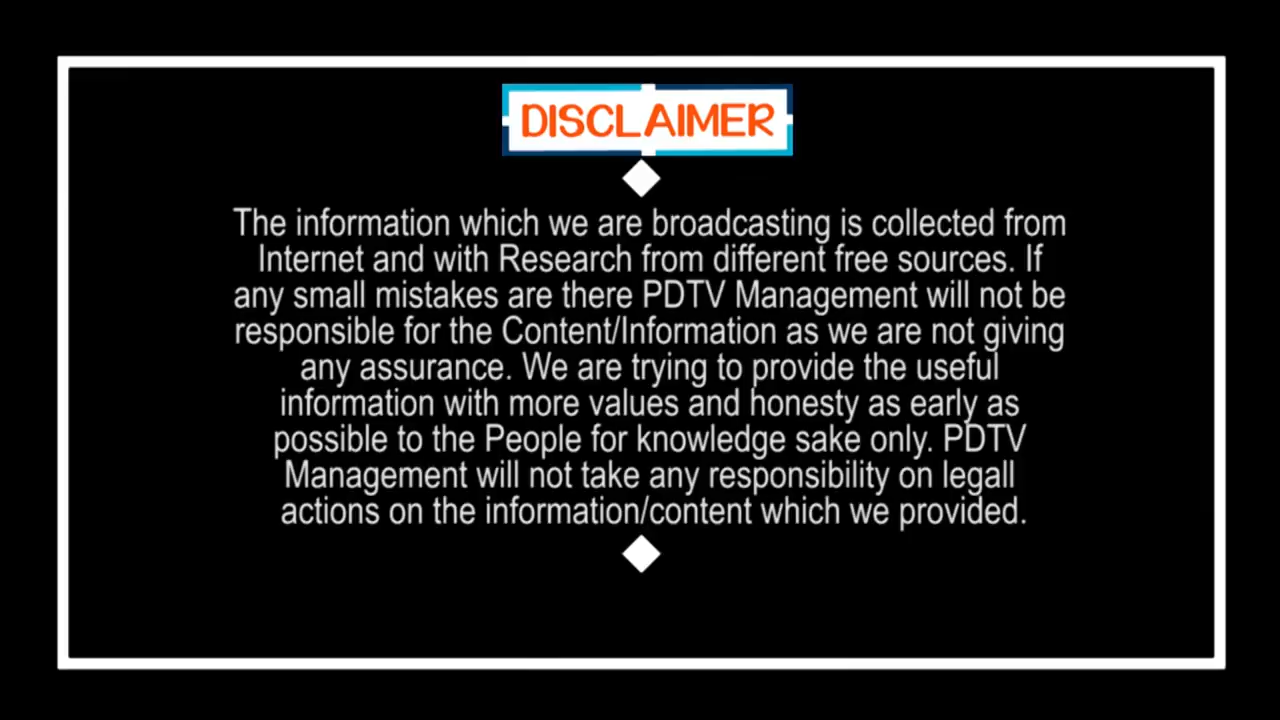 DISCLAIMER
The information which we are broadcasting is collected from
Internet and with Research from different free sources. If
any small mistakes are there PDTV Management will not be
responsible for the Content/Information as we are not giving
any assurance. We are trying to provide the useful
information with more values and honesty as early as
possible to the People for knowledge sake only. PDTV
Management will not take any responsibility on legall
actions on the information/content which we provided.